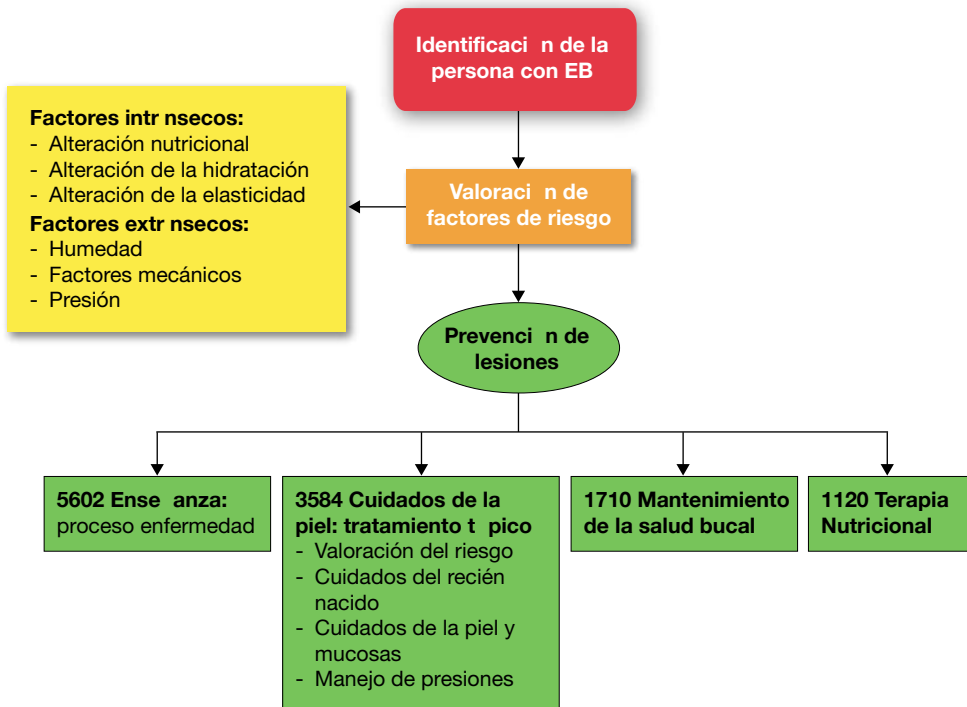 Identificaci n de la
persona con EB
Factores intr nsecos:
- Alteración nutricional
- Alteración de la hidratación
- Alteración de la elasticidad
Factores extr nsecos:
- Humedad
- Factores mecánicos
- Presión
Valoraci n de
factores de riesgo
Prevenci n de
lesiones
5602 Ense anza:
proceso enfermedad
3584 Cuidados de la
piel: tratamiento t pico
- Valoración del riesgo
- Cuidados del recién
nacido
- Cuidados de la piel y
mucosas
- Manejo de presiones
1710 Mantenimiento
de la salud bucal
1120 Terapia
Nutricional